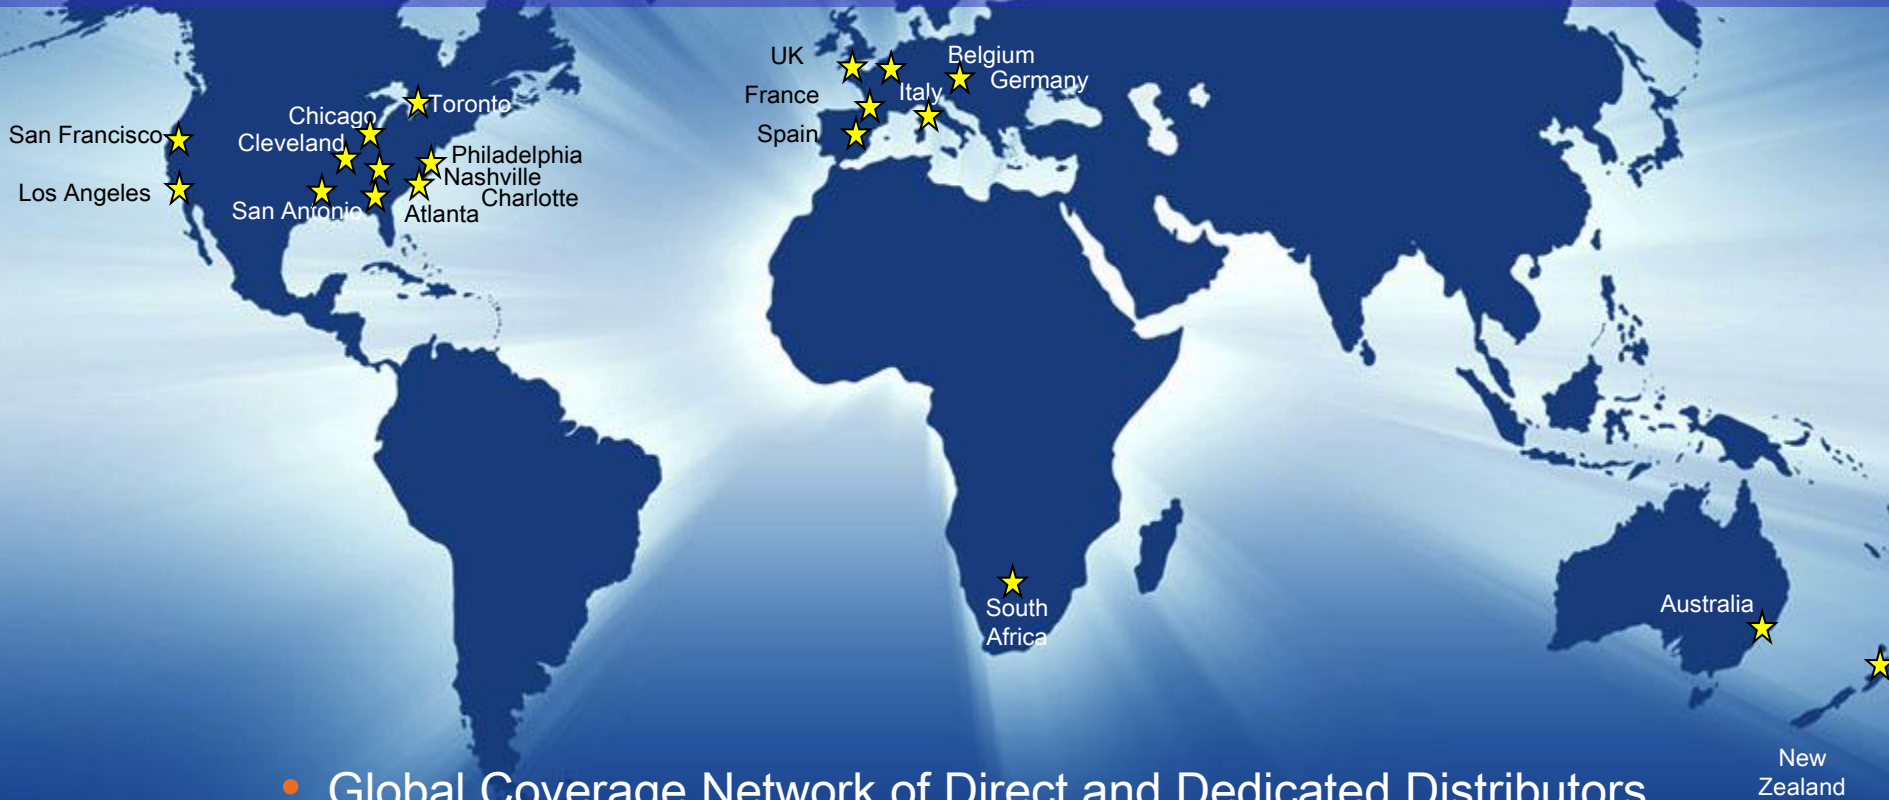 UK
Belgium
Germany
France
Italy
Spain
Toronto
Chicago
Cleveland
San Francisco
Philadelphia
Nashville
Charlotte
Los Angeles
San Antonio
Atlanta
South
Africa
Australia
New
Zealand
• Global Coverage Network of Direct and Dedicated Distributors